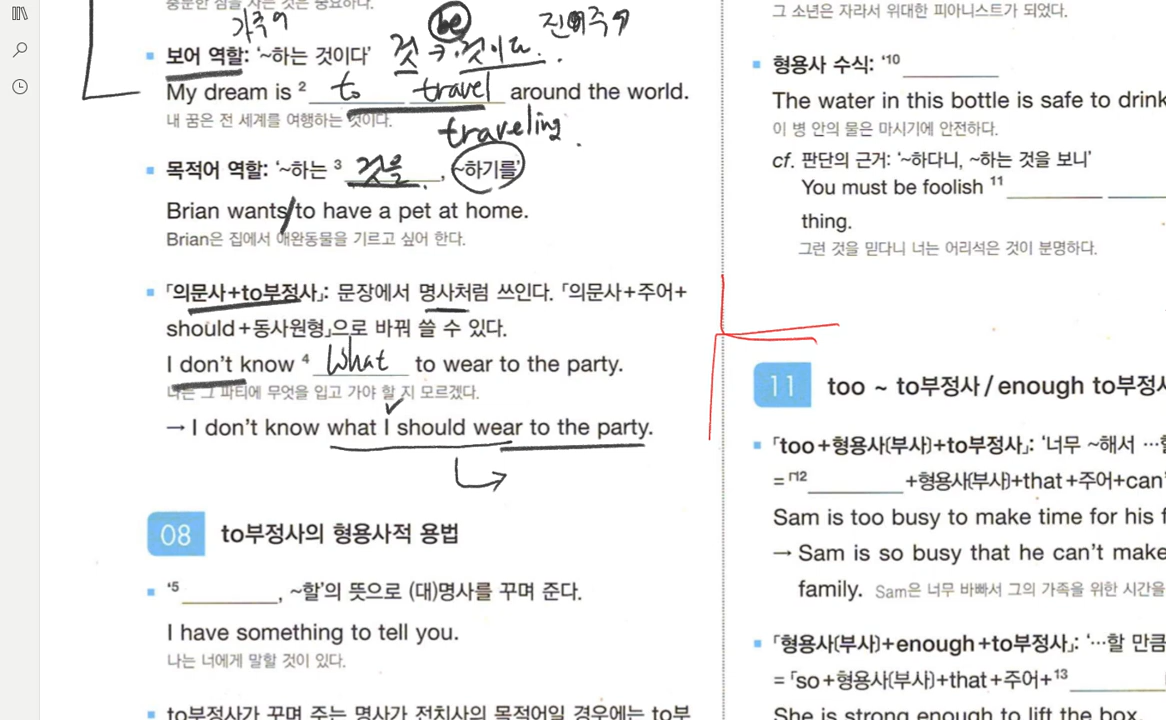 충분한 잠을 자는 것은 중요하다.
be
보어 역할: ‘~하는 것이다’ 것 → 것이다.
My dream is ² to travel around the world.
내 꿈은 전 세계를 여행하는 것이다.
traveling.
목적어 역할: ‘~하는 ³ 것을, ~하기를’
Brian wants/to have a pet at home.
Brian은 집에서 애완동물을 기르고 싶어 한다.
「의문사+to부정사」: 문장에서 명사처럼 쓰인다. 「의문사+주어+
should+동사원형」으로 바꿔 쓸 수 있다.
I don’t know ⁴ What to wear to the party.
나는 그 파티에 무엇을 입고 가야 할 지 모르겠다.
→ I don’t know what I should wear to the party.
08 to부정사의 형용사적 용법
‘⁵ , ~할’의 뜻으로 (대)명사를 꾸며 준다.
I have something to tell you.
나는 너에게 말할 것이 있다.
to부정사가 꾸며 주는 명사가 전치사의 목적어일 경우에는 to부
그 소년은 자라서 위대한 피아니스트가 되었다.
형용사 수식: ‘¹⁰
The water in this bottle is safe to drink
이 병 안의 물은 마시기에 안전하다.
cf. 판단의 근거: ‘~하다니, ~하는 것을 보니’
You must be foolish ¹¹
thing.
그런 것을 믿다니 너는 어리석은 것이 분명하다.
11 too ~ to부정사 / enough to부정사
「too+형용사(부사)+to부정사」: ‘너무 ~해서 …할
=「¹² +형용사(부사)+that+주어+can’
Sam is too busy to make time for his f
→ Sam is so busy that he can’t make
family. Sam은 너무 바빠서 그의 가족을 위한 시간을
「형용사(부사)+enough+to부정사」: ‘…할 만큼
=「so+형용사(부사)+that+주어+¹³
She is strong enough to lift the box.